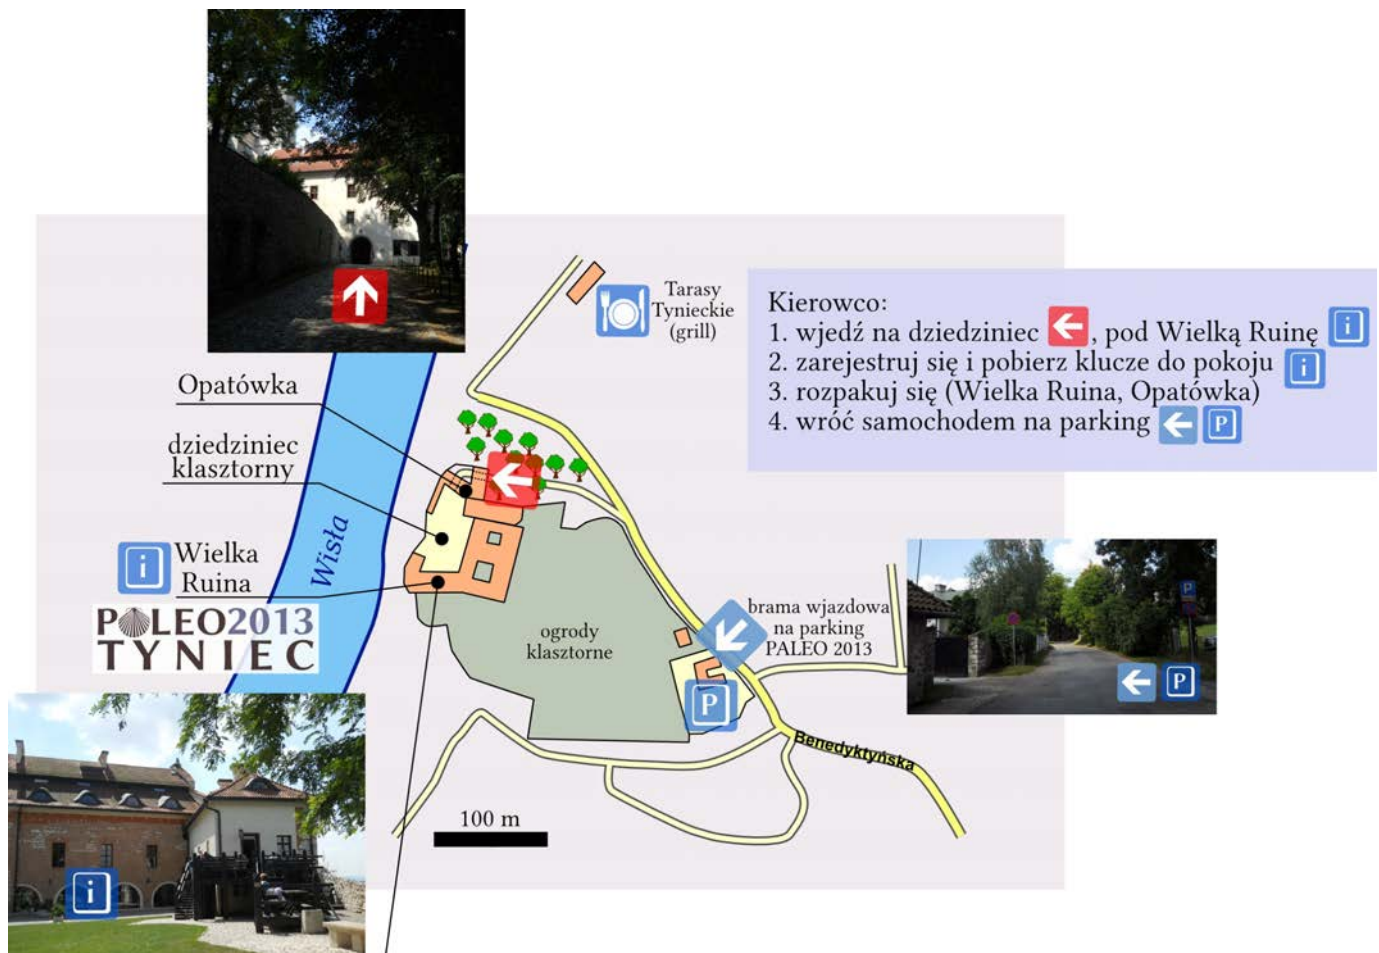 Tarasy
Tynieckie
(grill)
Kierowco:
1. wjedź na dziedziniec , pod Wielką Ruinę i
2. zarejestruj się i pobierz klucze do pokoju i
3. rozpakuj się (Wielka Ruina, Opatówka)
4. wróć samochodem na parking P
Opatówka
dziedziniec
klasztorny
Wisła
i Wielka
Ruina
PALEO2013
TYNIEC
ogrody
klasztorne
brama wjazdowa
na parking
PALEO 2013
P
P
P
Benedyktyńska
100 m
i